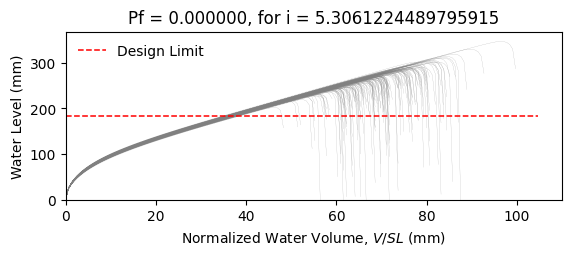 Pf = 0.000000, for i = 5.3061224489795915
Design Limit
Water Level (mm)
300
200
100
0
0 20 40 60 80 100
Normalized Water Volume, V/SL (mm)